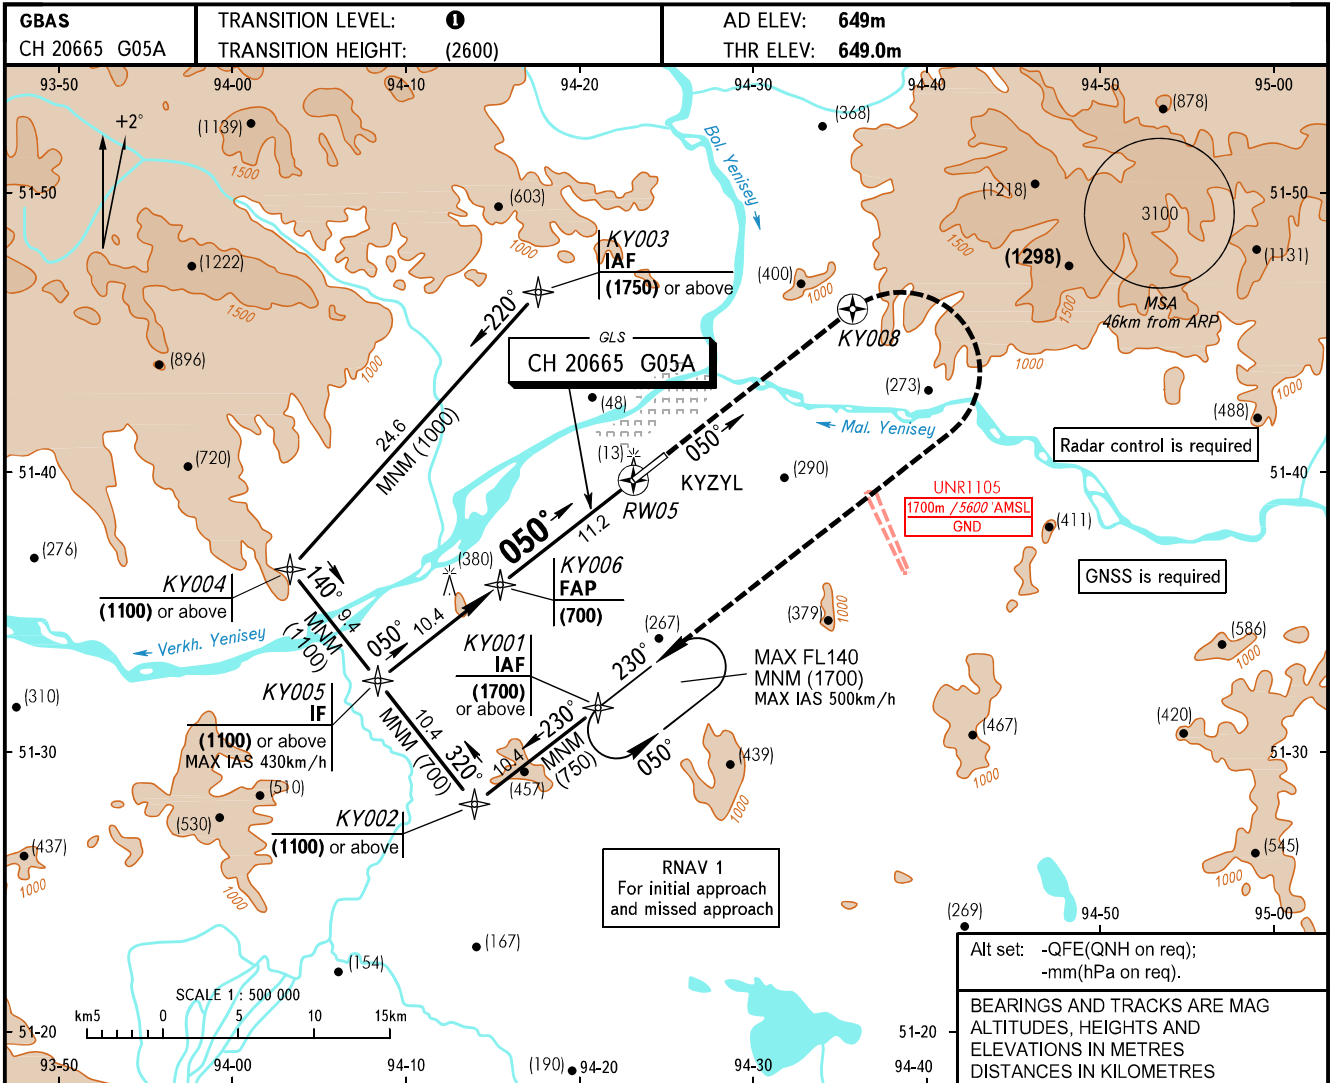 GBAS
CH 20665 G05A
TRANSITION LEVEL: ❶
TRANSITION HEIGHT: (2600)
AD ELEV: 649m
THR ELEV: 649.0m
93-50
94-00
94-10
94-20
94-30
94-40
94-50
95-00
+2°
(1139)
1500
(368)
(878)
Bol. Yenisey
51-50
51-50
(603)
1000
(1218)
3100
1500
(1222)
1500
KY003
IAF
(1750) or above
(400)
1000
(1298)
(1131)
MSA
46km from ARP
1500
220°
GLS
CH 20665 G05A
KY008
1000
(896)
1000
(273)
1000
(48)
(488)
24.6
MNM (1000)
Mal. Yenisey
050°
Radar control is required
(13)
(720)
51-40
51-40
(290)
KYZYL
RW05
UNR1105
1700m / 5600 'AMSL
GND
11.2
050°
(411)
(276)
(380)
KY006
FAP
(700)
GNSS is required
KY004
(1100) or above
140°
9.4
MNM
(1100)
050°
10.4
(379)
1000
Verkh. Yenisey
KY001
IAF
(1700)
or above
(267)
230°
(586)
1000
MAX FL140
MNM (1700)
MAX IAS 500km/h
KY005
IF
(1100) or above
MAX IAS 430km/h
(310)
10.4
MNM (700)
320°
230°
10.4
MNM
(750)
050°
(467)
1000
(420)
51-30
51-30
(439)
1000
(457)
(510)
(530)
1000
KY002
(1100) or above
(437)
1000
RNAV 1
For initial approach
and missed approach
(545)
1000
(269)
94-50
95-00
(167)
(154)
Alt set: -QFE(QNH on req);
-mm(hPa on req).
SCALE 1 : 500 000
km5 0 5 10 15km
BEARINGS AND TRACKS ARE MAG
ALTITUDES, HEIGHTS AND
ELEVATIONS IN METRES
DISTANCES IN KILOMETRES
51-20
51-20
93-50
94-00
94-10
(190)
94-20
94-30
94-40